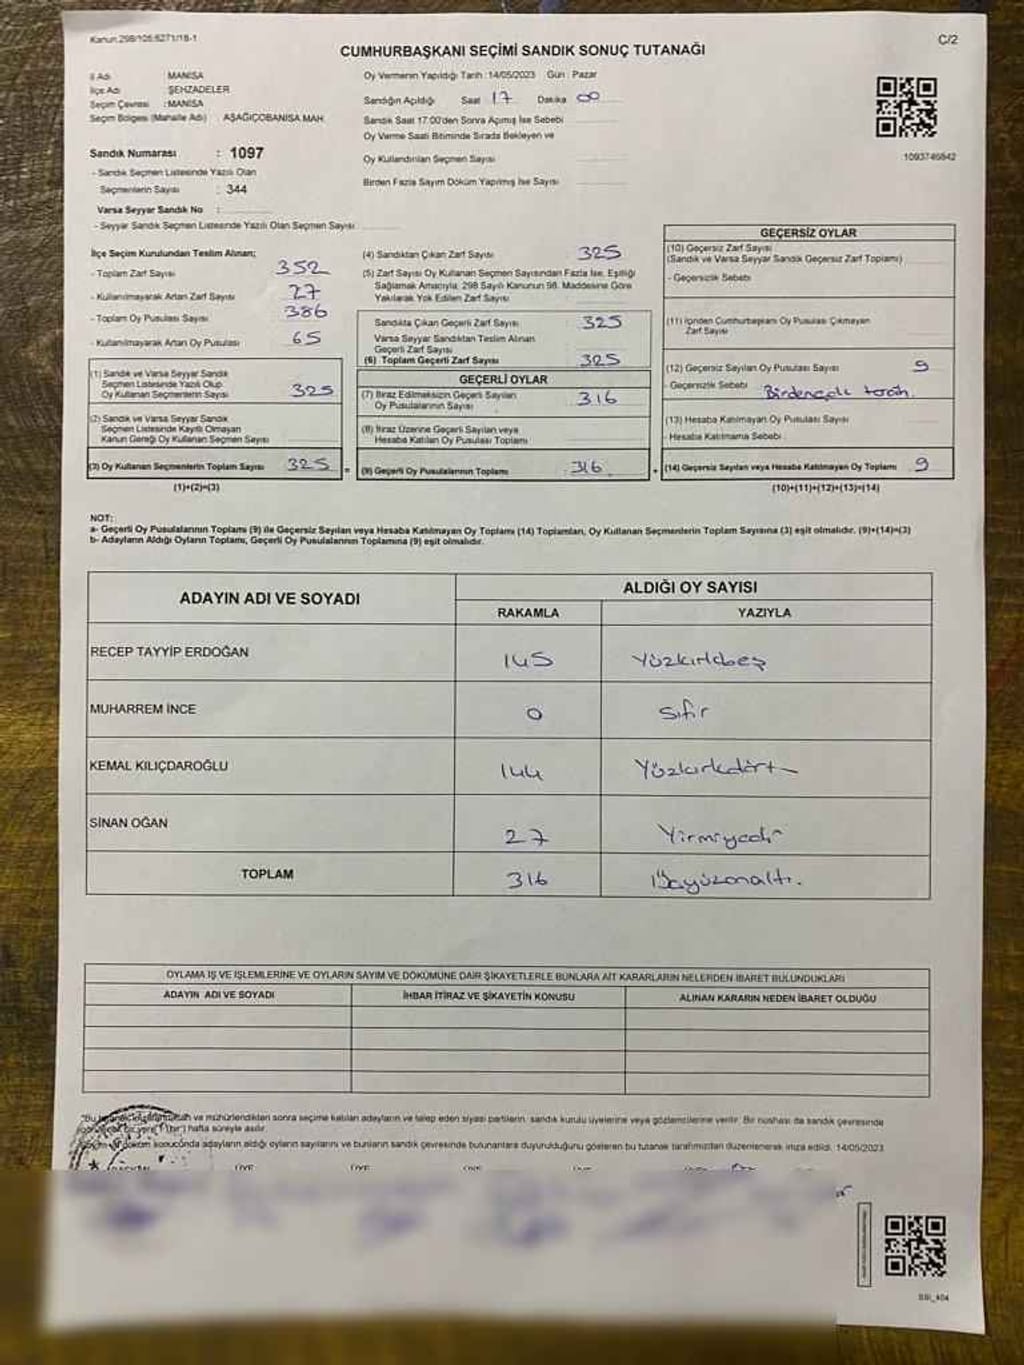 Kanun:298/105;6271/18-1
C/2
CUMHURBAŞKANI SEÇİMİ SANDIK SONUÇ TUTANAĞI
İl Adı MANİSA
İlçe Adı ŞEHZADELER
Seçim Çevresi :MANİSA
Seçim Bölgesi (Mahalle Adı) AŞAĞIÇOBANİSA MAH.
Sandık Numarası : 1097
- Sandık Seçmen Listesinde Yazılı Olan
Seçmenlerin Sayısı : 344
Varsa Seyyar Sandık No :
- Seyyar Sandık Seçmen Listesinde Yazılı Olan Seçmen Sayısı
Oy Vermenin Yapıldığı Tarih :14/05/2023 Gün : Pazar
Sandığın Açıldığı Saat 17 Dakika 00
Sandık Saat 17:00'den Sonra Açımış İse Sebebi
Oy Verme Saati Bitiminde Sırada Bekleyen ve
Oy Kullandırılan Seçmen Sayısı
Birden Fazla Sayım Döküm Yapılmış İse Sayısı
1093746842
İlçe Seçim Kurulundan Teslim Alınan;
- Toplam Zarf Sayısı 352
- Kullanılmayarak Artan Zarf Sayısı 27
- Toplam Oy Pusulası Sayısı 386
- Kullanılmayarak Artan Oy Pusulası 65
(1) Sandık ve Varsa Seyyar Sandık
Seçmen Listesinde Yazılı Olup
Oy Kullanan Seçmenlerin Sayısı 325
(2) Sandık ve Varsa Seyyar Sandık
Seçmen Listesinde Kayıtlı Olmayan
Kanun Gereği Oy Kullanan Seçmen Sayısı
(3) Oy Kullanan Seçmenlerin Toplam Sayısı 325 =
(1)+(2)=(3)
(4) Sandıktan Çıkan Zarf Sayısı 325
(5) Zarf Sayısı Oy Kullanan Seçmen Sayısından Fazla İse, Eşitliği
Sağlamak Amacıyla; 298 Sayılı Kanunun 98. Maddesine Göre
Yakılarak Yok Edilen Zarf Sayısı
Sandıkta Çıkan Geçerli Zarf Sayısı : 325
Varsa Seyyar Sandıktan Teslim Alınan
Geçerli Zarf Sayısı
(6) Toplam Geçerli Zarf Sayısı 325
GEÇERLİ OYLAR
(7) İtiraz Edilmeksizin Geçerli Sayılan
Oy Pusulalarının Sayısı : 316
(8) İtiraz Üzerine Geçerli Sayılan veya
Hesaba Katılan Oy Pusulası Toplamı
(9) Geçerli Oy Pusulalarının Toplamı : 316 +
GEÇERSİZ OYLAR
(10) Geçersiz Zarf Sayısı
(Sandık ve Varsa Seyyar Sandık Geçersiz Zarf Toplamı)
- Geçersizlik Sebebi
(11) İçinden Cumhurbaşkanı Oy Pusulası Çıkmayan
Zarf Sayısı
(12) Geçersiz Sayılan Oy Pusulası Sayısı 9
- Geçersizlik Sebebi
(13) Hesaba Katılmayan Oy Pusulası Sayısı
- Hesaba Katılmama Sebebi :
(14) Geçersiz Sayılan veya Hesaba Katılmayan Oy Toplamı 9
(10)+(11)+(12)+(13)=(14)
NOT:
a- Geçerli Oy Pusulalarının Toplamı (9) ile Geçersiz Sayılan veya Hesaba Katılmayan Oy Toplamı (14) Toplamları, Oy Kullanan Seçmenlerin Toplam Sayısına (3) eşit olmalıdır. (9)+(14)=(3)
b- Adayların Aldığı Oyların Toplamı, Geçerli Oy Pusulalarının Toplamına (9) eşit olmalıdır.
ADAYIN ADI VE SOYADI ALDIĞI OY SAYISI
RAKAMLA YAZIYLA
RECEP TAYYİP ERDOĞAN 145 Yüzkırkbeş
MUHARREM İNCE 0 Sıfır
KEMAL KILIÇDAROĞLU 144 Yüzkırkdört
SİNAN OĞAN 27 Yirmiyedi
TOPLAM 316 Üçyüzonaltı.
OYLAMA İŞ VE İŞLEMLERİNE VE OYLARIN SAYIM VE DÖKÜMÜNE DAİR ŞİKAYETLERLE BUNLARA AİT KARARLARIN NELERDEN İBARET BULUNDUKLARI
ADAYIN ADI VE SOYADI İHBAR İTİRAZ VE ŞİKAYETİN KONUSU ALINAN KARARIN NEDEN İBARET OLDUĞU
ve mühürlendikten sonra seçime katılan adayların ve talep eden siyasi partilerin, sandık kurulu üyelerine veya gözlemcilerine verilir. Bir nüshası da sandık çevresinde
hafta süreyle asılır.
konucunda adayların aldığı oyların sayılarını ve bunların sandık çevresinde bulunanlara duyurulduğunu gösteren bu tutanak tarafımızdan düzenlenerek imza edildi. 14/05/2023
BAŞKAN ÜYE ÜYE
SSI_404